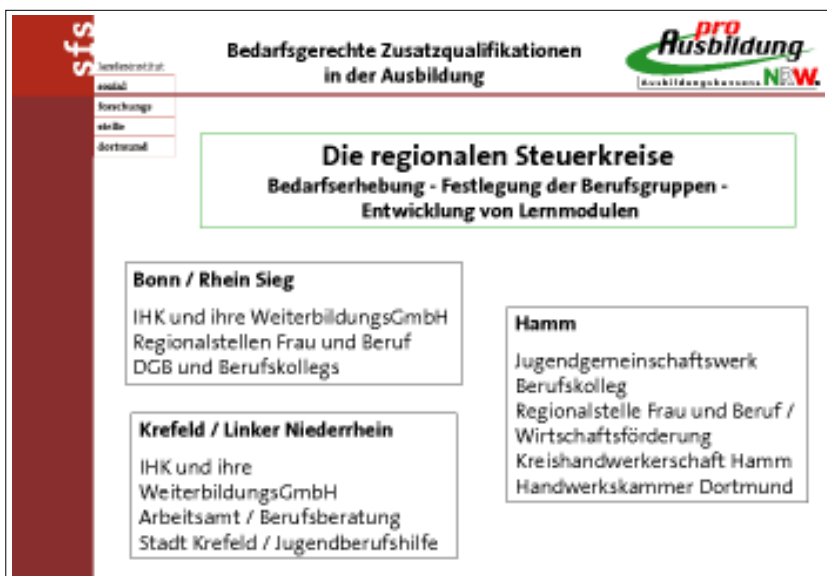 sfs
landesinstitut
sozial
forschungs
stelle
dortmund
Bedarfsgerechte Zusatzqualifikationen
in der Ausbildung
pro
Ausbildung
Ausbildungskonsens NRW.
Die regionalen Steuerkreise
Bedarfserhebung - Festlegung der Berufsgruppen -
Entwicklung von Lernmodulen
Bonn / Rhein Sieg
IHK und ihre WeiterbildungsGmbH
Regionalstellen Frau und Beruf
DGB und Berufskollegs
Krefeld / Linker Niederrhein
IHK und ihre
WeiterbildungsGmbH
Arbeitsamt / Berufsberatung
Stadt Krefeld / Jugendberufshilfe
Hamm
Jugendgemeinschaftswerk
Berufskolleg
Regionalstelle Frau und Beruf /
Wirtschaftsförderung
Kreishandwerkerschaft Hamm
Handwerkskammer Dortmund